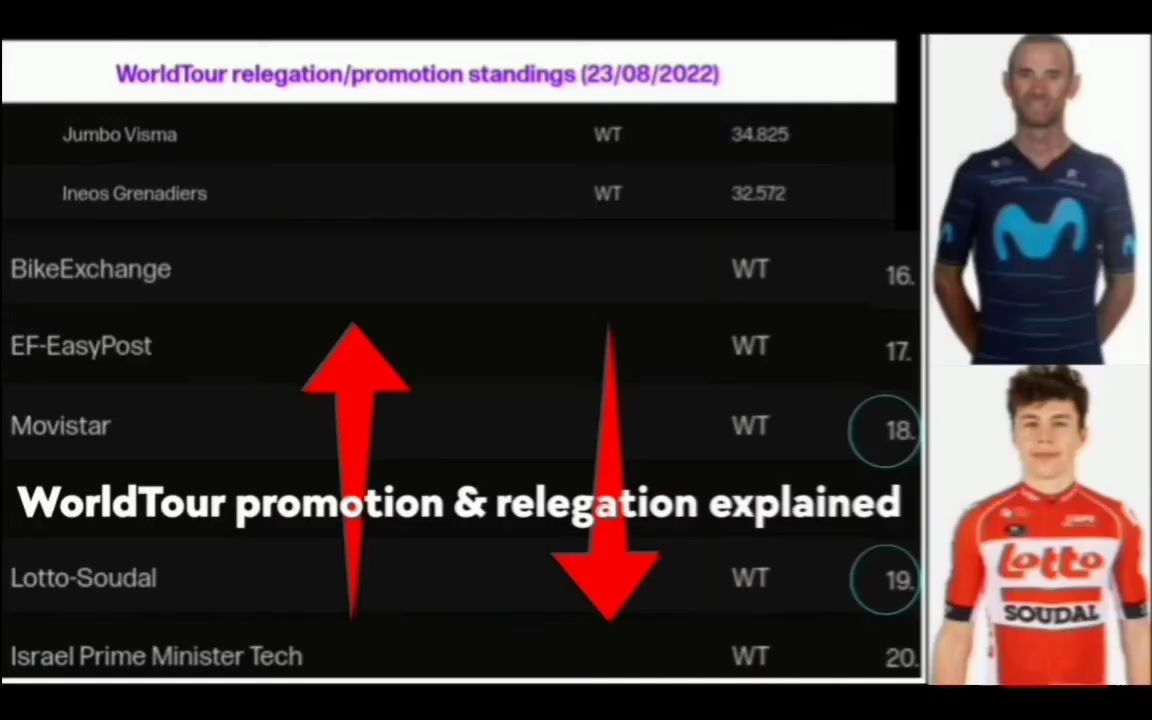 WorldTour relegation/promotion standings (23/08/2022)
Jumbo Visma WT 34.825
Ineos Grenadiers WT 32.572
BikeExchange WT 16.
EF-EasyPost WT 17.
Movistar WT 18.
WorldTour promotion & relegation explained
Lotto-Soudal WT 19.
Israel Prime Minister Tech WT 20.
Lotto
SOUDAL